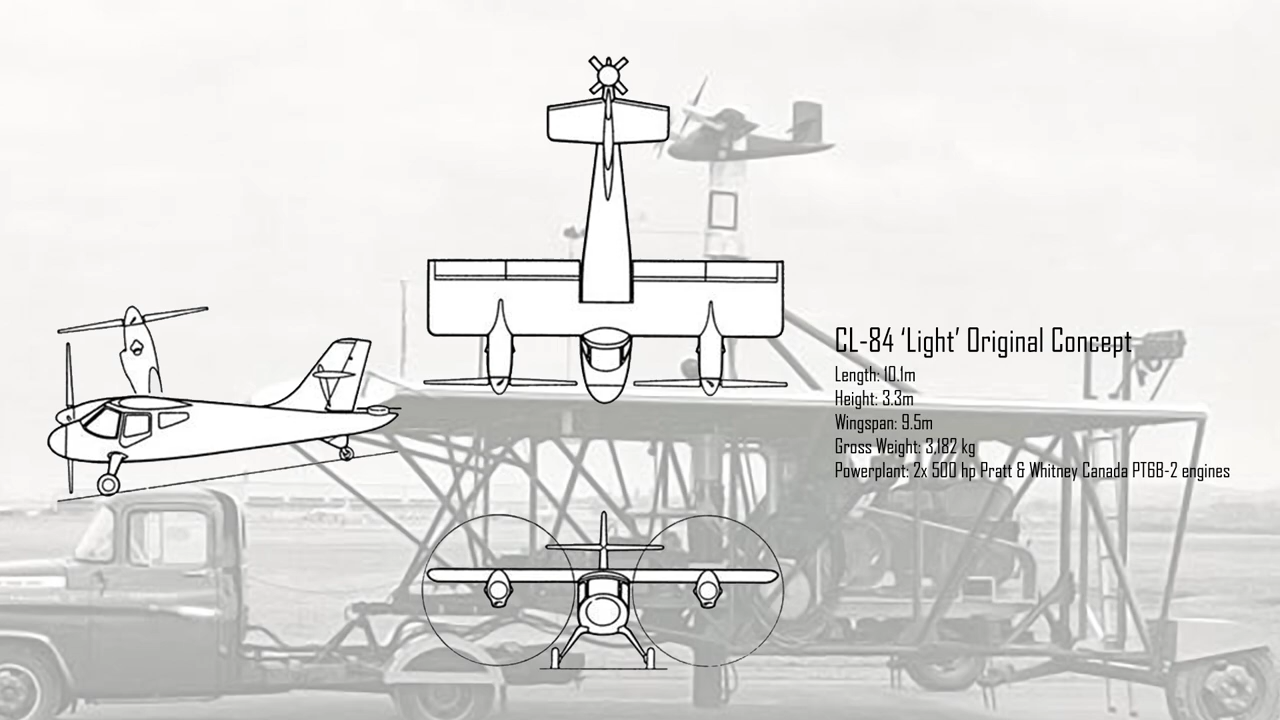 CL-84 ‘Light’ Original Concept
Length: 10.1m
Height: 3.3m
Wingspan: 9.5m
Gross Weight: 3,182 kg
Powerplant: 2x 500 hp Pratt & Whitney Canada PT6B-2 engines